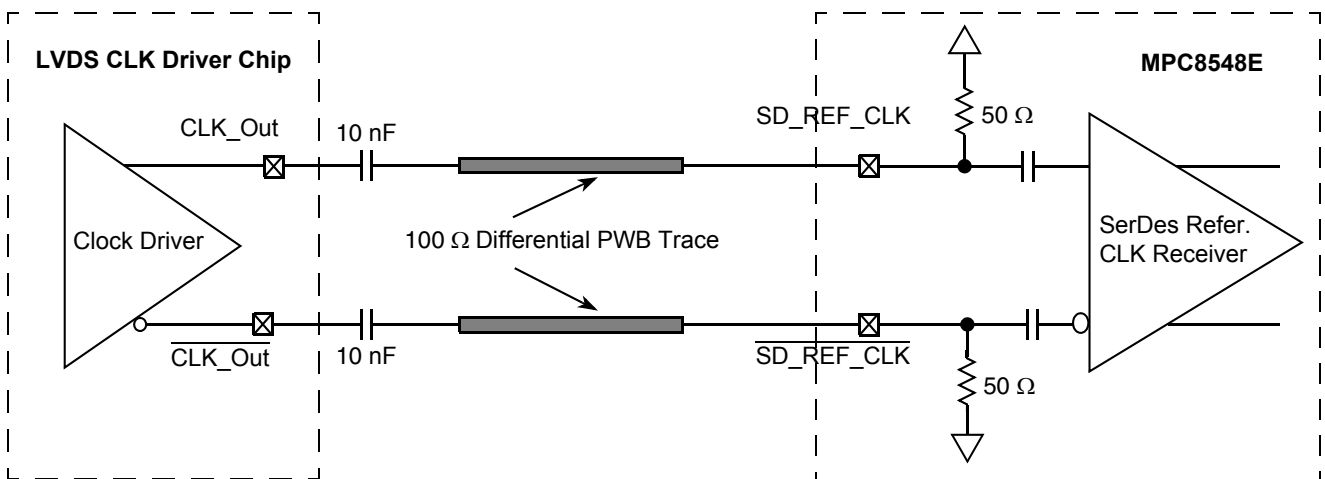 LVDS CLK Driver Chip
MPC8548E
CLK_Out
10 nF
SD_REF_CLK
50 Ω
Clock Driver
100 Ω Differential PWB Trace
SerDes Refer.
CLK Receiver
CLK_Out
10 nF
SD_REF_CLK
50 Ω